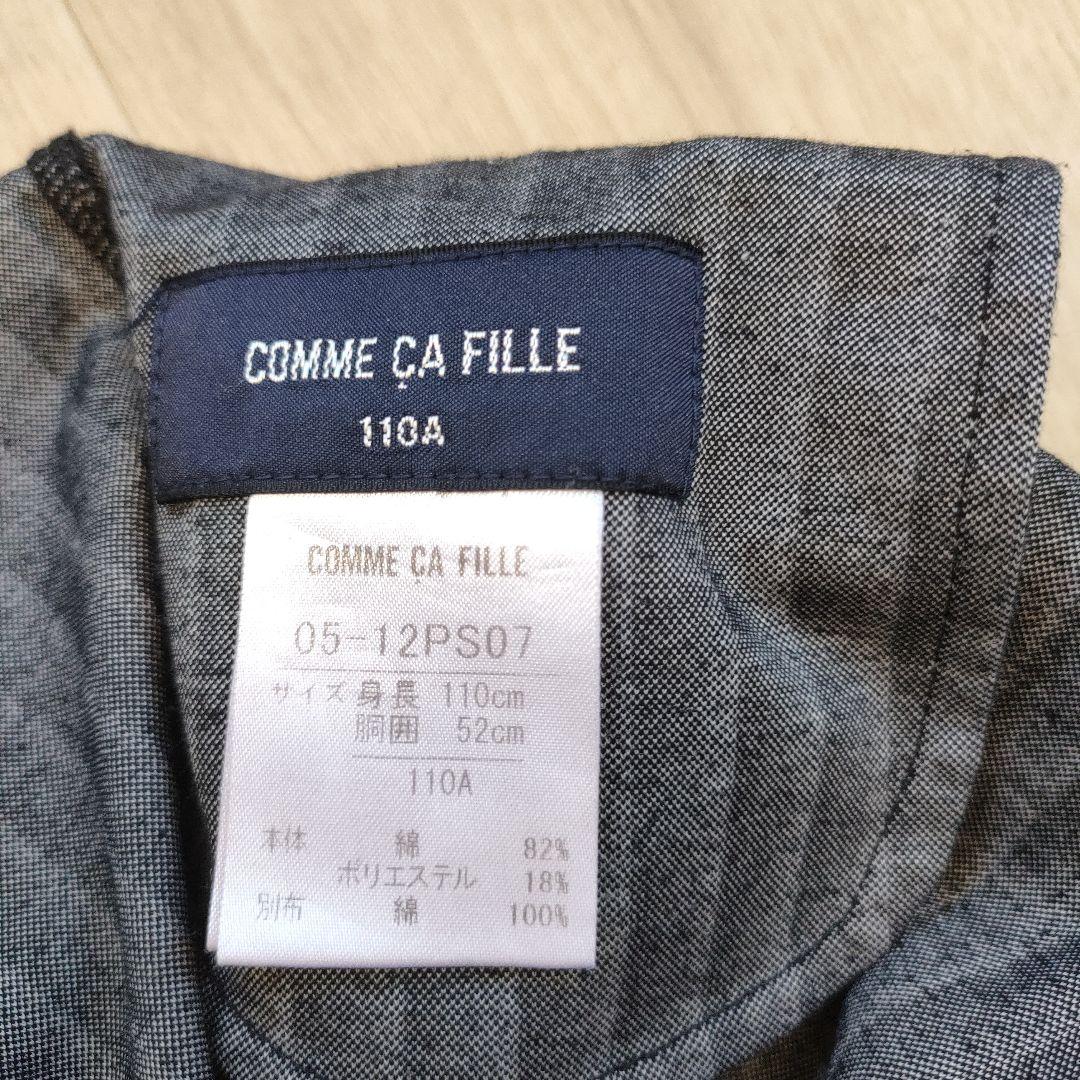 COMME ÇA FILLE
110A
COMME CA FILLE
05-12PS07
サイズ 身長 110cm
胴囲 52cm
110A
本体 綿 82%
ポリエステル 18%
別布 綿 100%